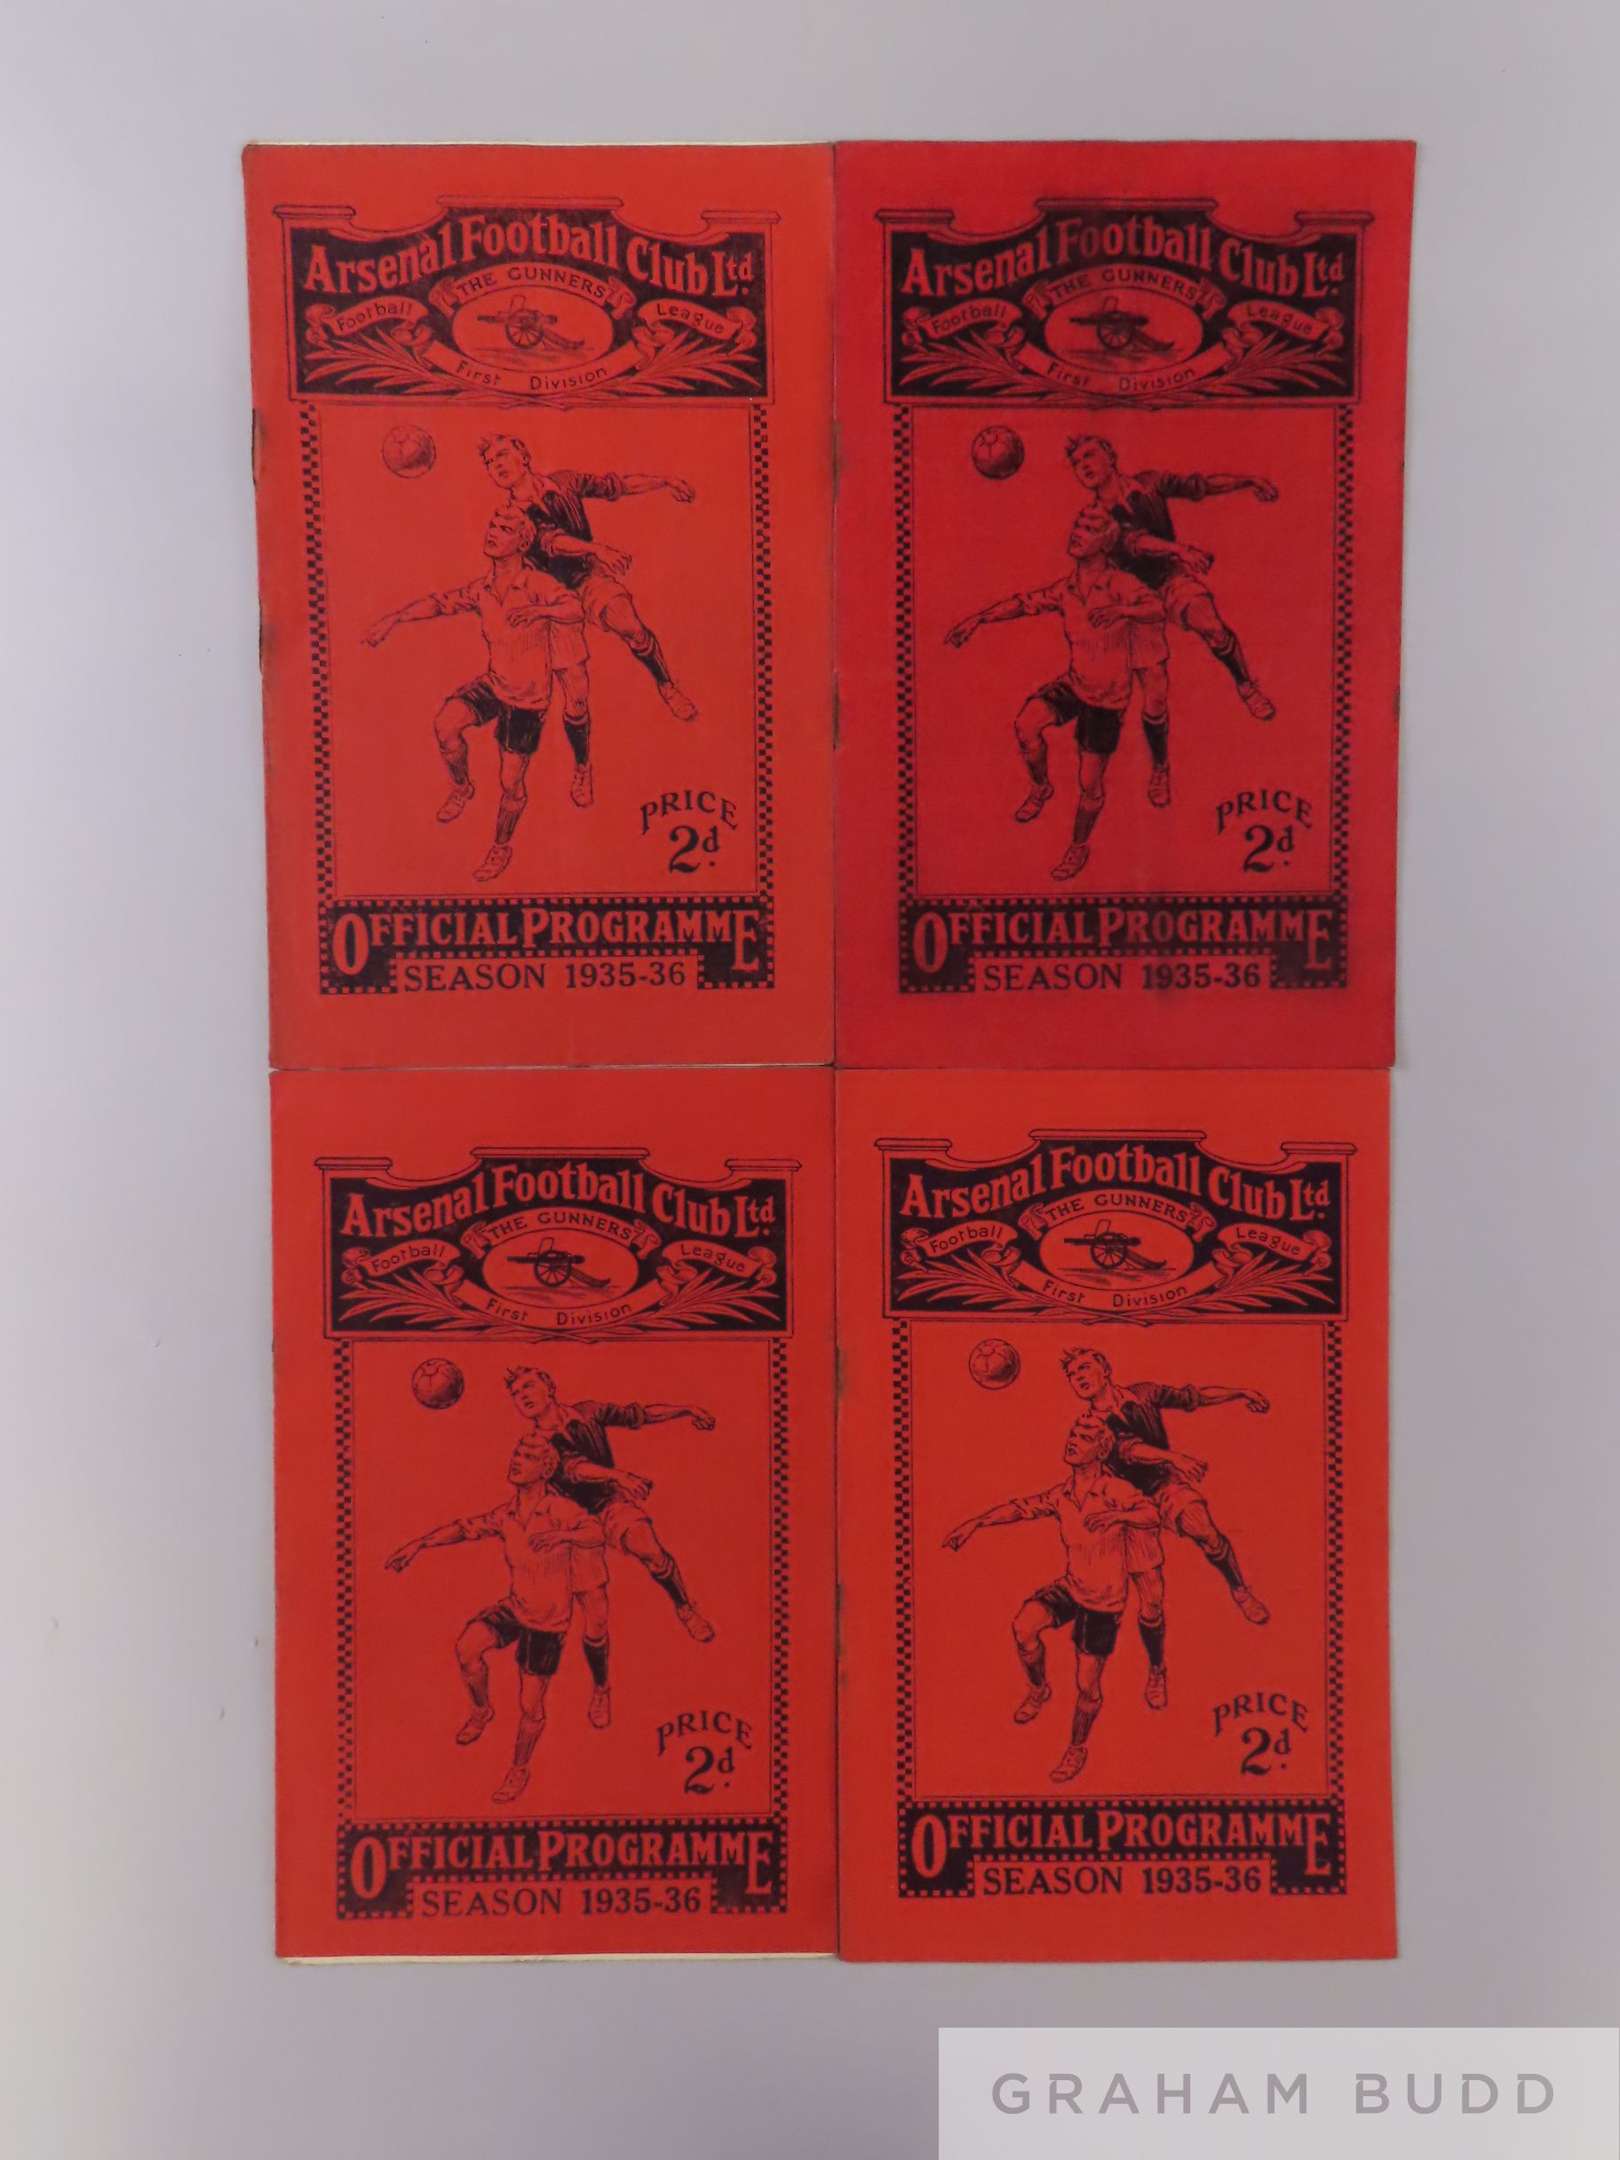 Arsenal Football Club Ltd.
THE GUNNERS
Football League
First Division
PRICE
2d.
OFFICIAL PROGRAMME
SEASON 1935-36
Arsenal Football Club Ltd.
THE GUNNERS
Football League
First Division
PRICE
2d.
OFFICIAL PROGRAMME
SEASON 1935-36
Arsenal Football Club Ltd.
THE GUNNERS
Football League
First Division
PRICE
2d.
OFFICIAL PROGRAMME
SEASON 1935-36
Arsenal Football Club Ltd.
THE GUNNERS
Football League
First Division
PRICE
2d.
OFFICIAL PROGRAMME
SEASON 1935-36
GRAHAM BUDD